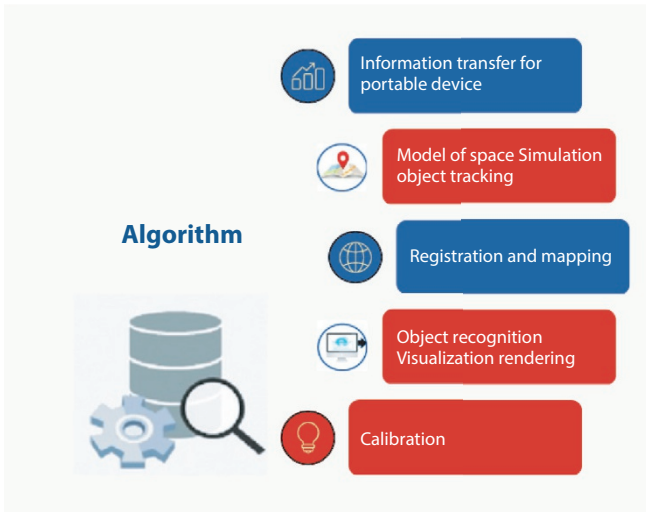 Information transfer for
portable device
Model of space Simulation
object tracking
Algorithm
Registration and mapping
Object recognition
Visualization rendering
Calibration